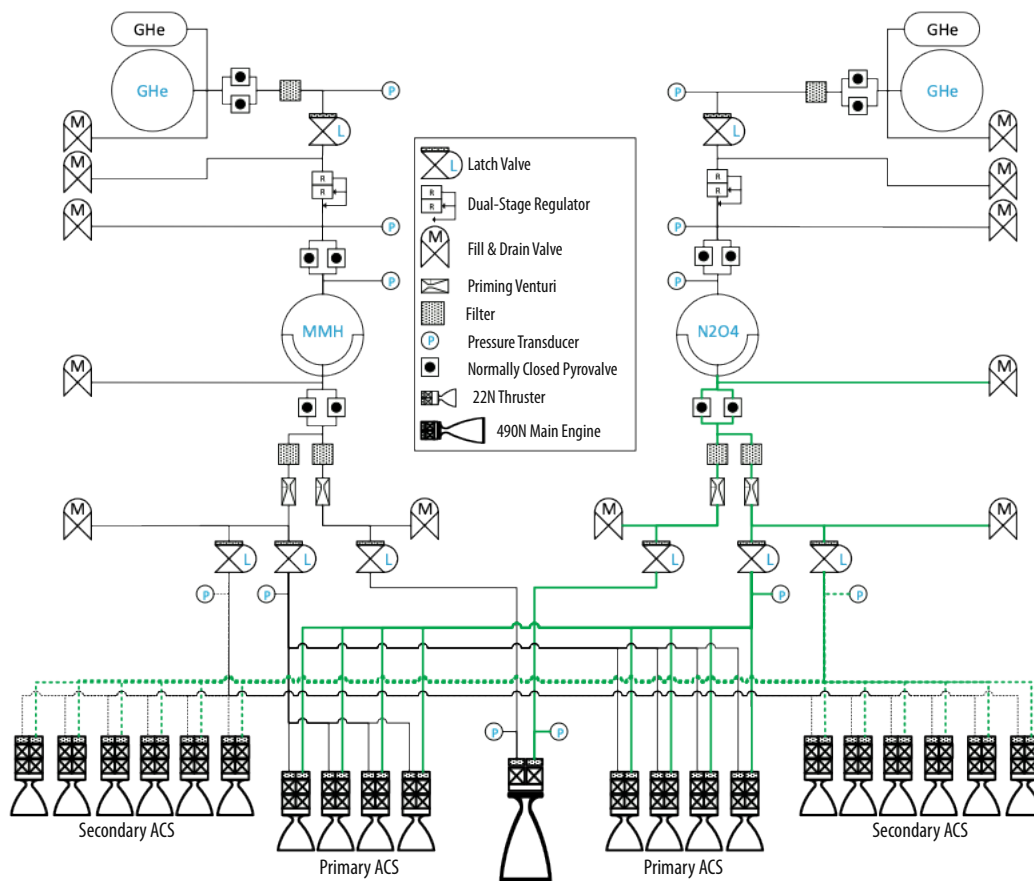 GHe
GHe
GHe
GHe
P
P
M
M
L
L
M
M
R
R
R
R
M
P
P
M
P
P
MMH
N2O4
M
M
L
Latch Valve
R
R
Dual-Stage Regulator
M
Fill & Drain Valve
Priming Venturi
Filter
P
Pressure Transducer
Normally Closed Pyrovalve
22N Thruster
490N Main Engine
M
M
M
M
L
L
L
L
L
L
P
P
P
P
P
P
Secondary ACS
Primary ACS
Primary ACS
Secondary ACS